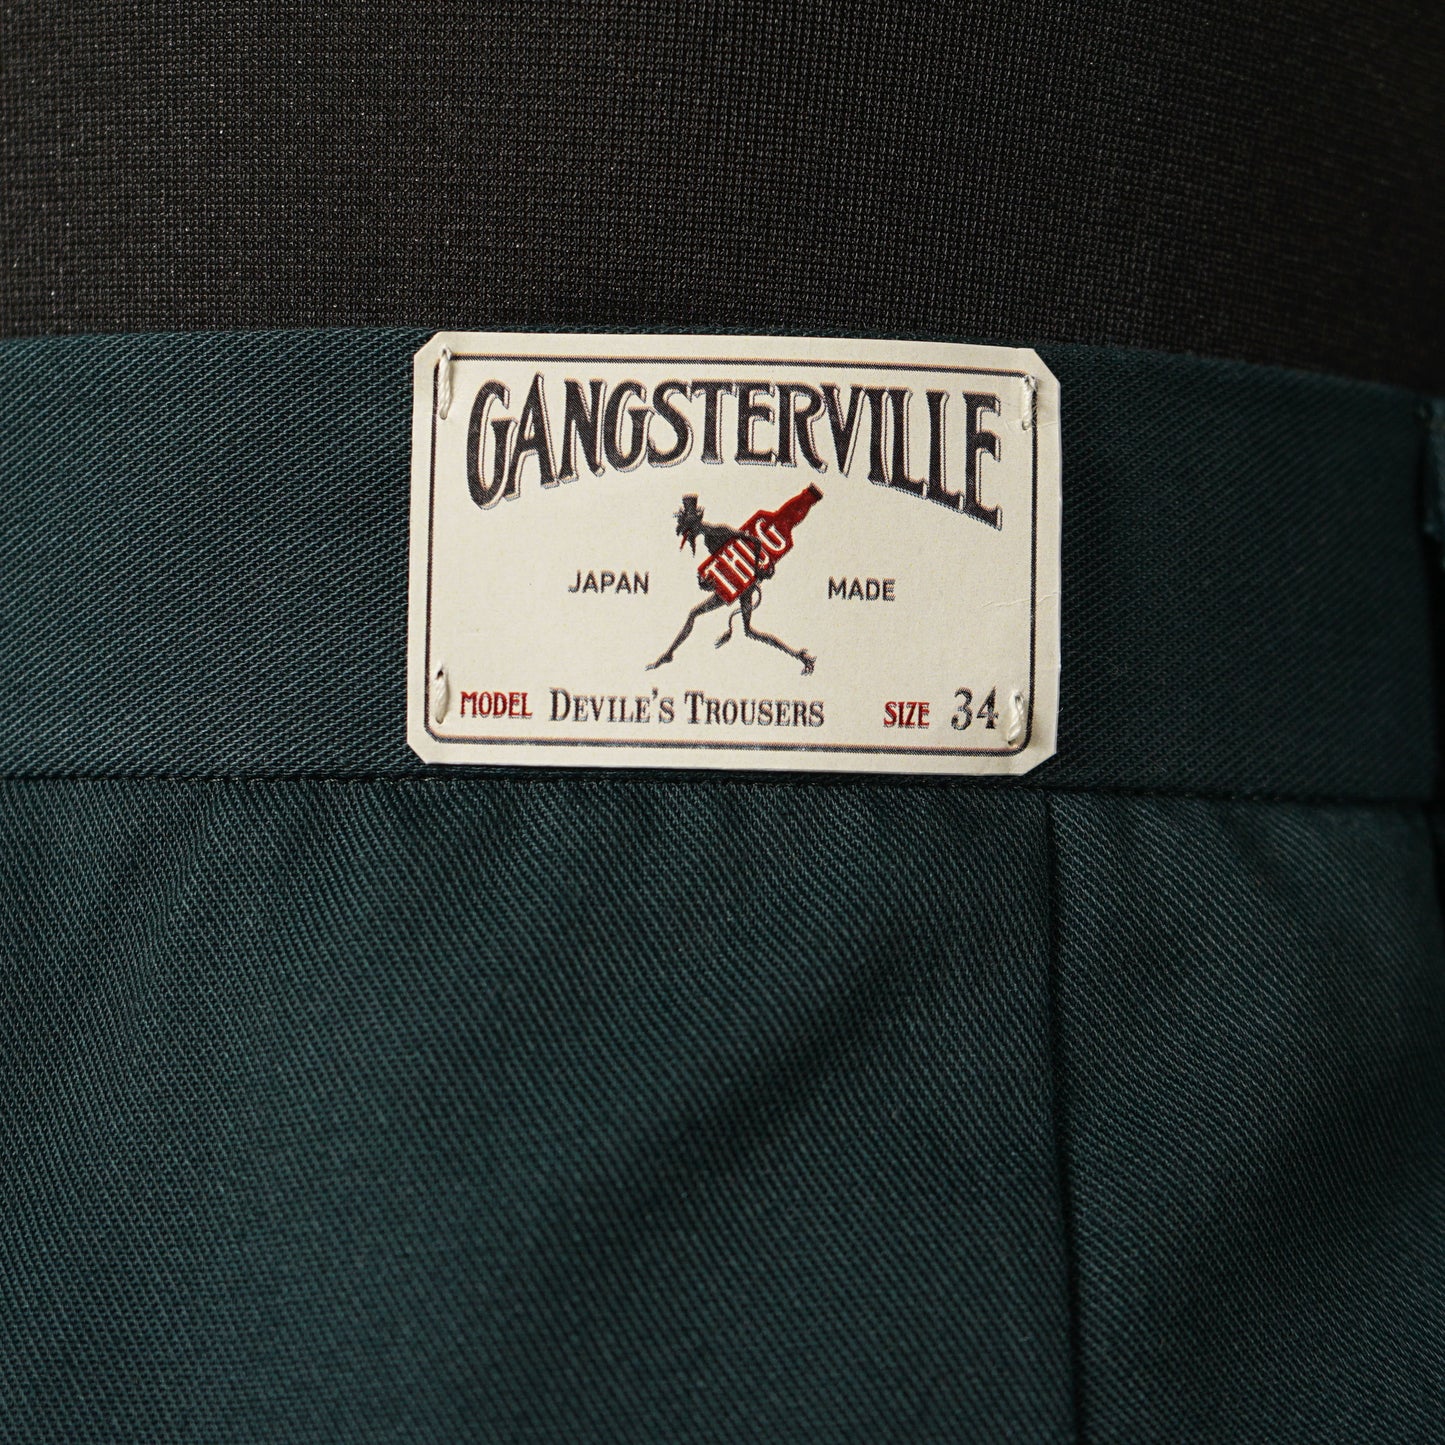 GANGSTERVILLE
THUG
JAPAN MADE
MODEL DEVILE'S TROUSERS SIZE 34